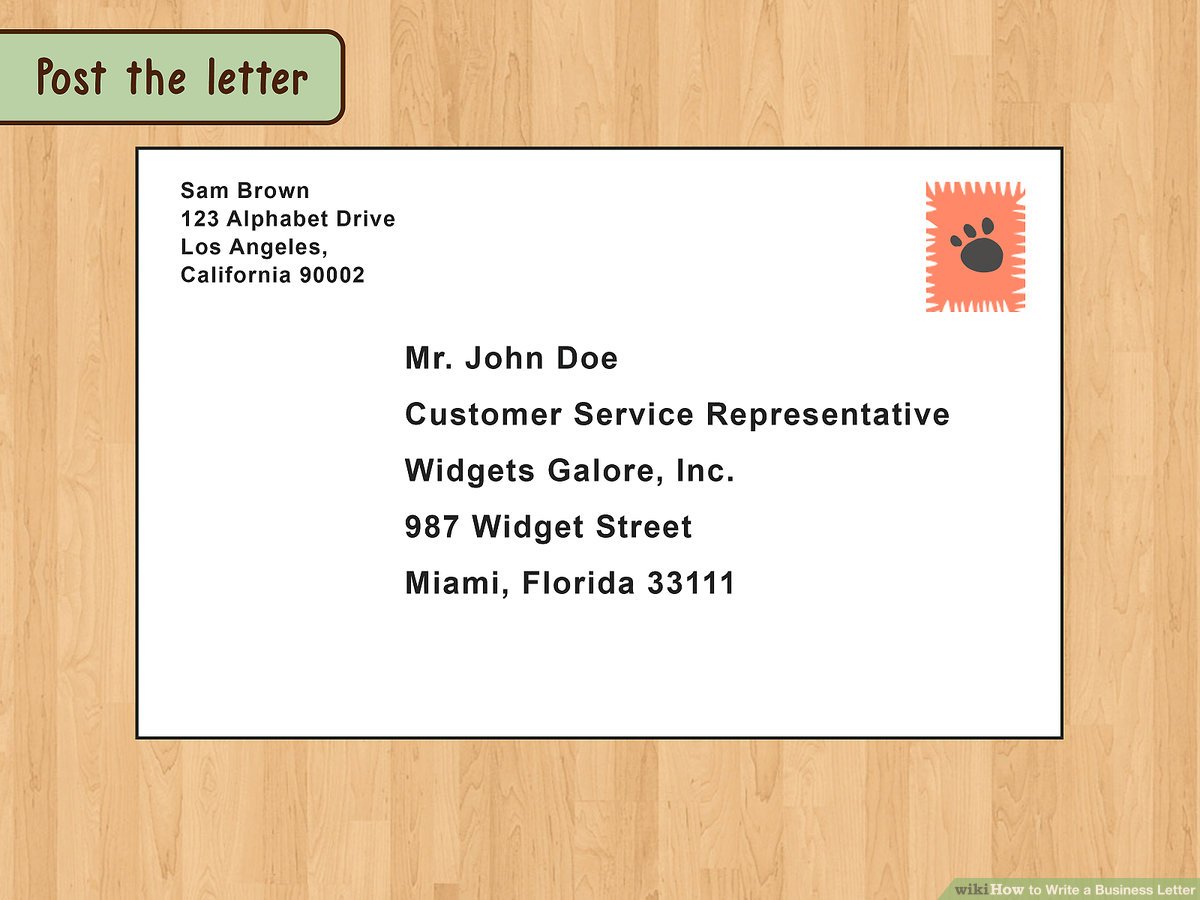 Post the letter
Sam Brown
123 Alphabet Drive
Los Angeles,
California 90002
Mr. John Doe
Customer Service Representative
Widgets Galore, Inc.
987 Widget Street
Miami, Florida 33111
wikiHow to Write a Business Letter